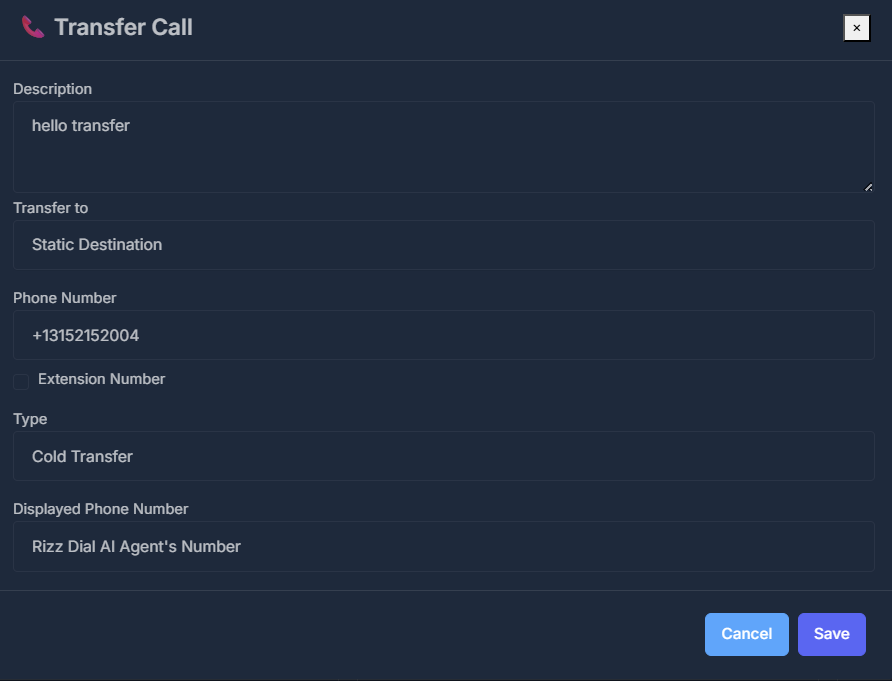 Transfer Call
×
Description
hello transfer
Transfer to
Static Destination
Phone Number
+13152152004
Extension Number
Type
Cold Transfer
Displayed Phone Number
Rizz Dial AI Agent's Number
Cancel
Save